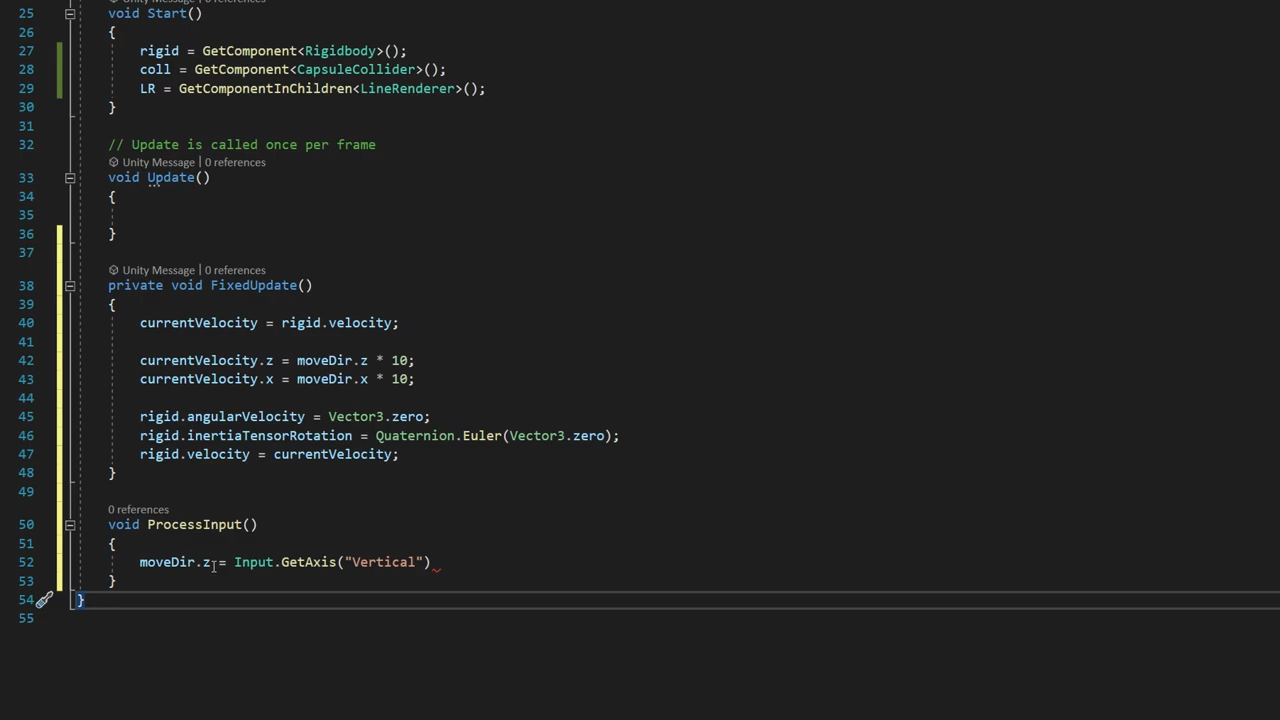 Unity Message | 0 references
25 void Start()
26 {
27 rigid = GetComponent<Rigidbody>();
28 coll = GetComponent<CapsuleCollider>();
29 LR = GetComponentInChildren<LineRenderer>();
30 }
31
32 // Update is called once per frame
Unity Message | 0 references
33 void Update()
34 {
35
36 }
37
Unity Message | 0 references
38 private void FixedUpdate()
39 {
40 currentVelocity = rigid.velocity;
41
42 currentVelocity.z = moveDir.z * 10;
43 currentVelocity.x = moveDir.x * 10;
44
45 rigid.angularVelocity = Vector3.zero;
46 rigid.inertiaTensorRotation = Quaternion.Euler(Vector3.zero);
47 rigid.velocity = currentVelocity;
48 }
49
0 references
50 void ProcessInput()
51 {
52 moveDir.z = Input.GetAxis("Vertical")
53 }
54 }
55